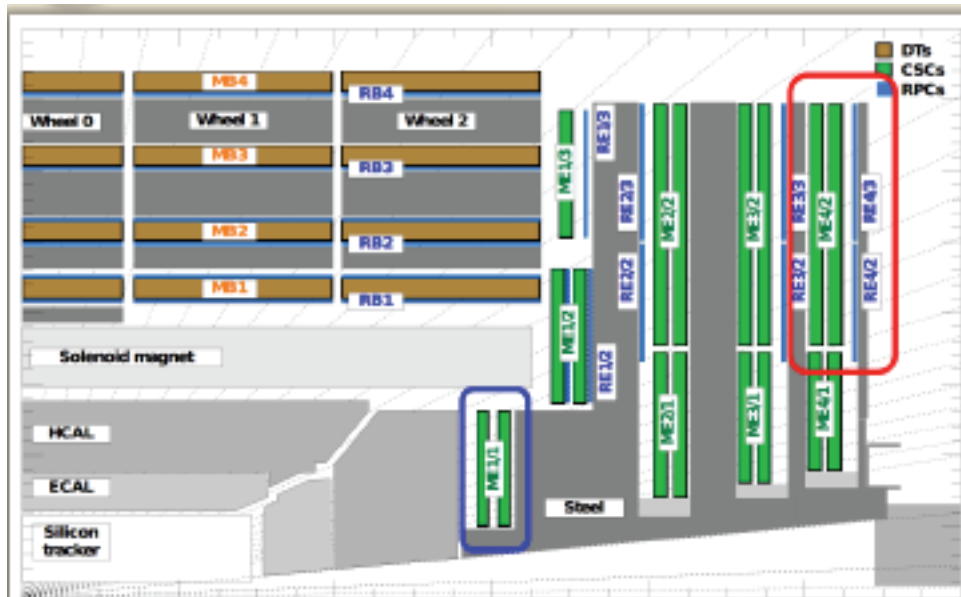 DTs
CSCs
RPCs
MB4
RB4
Wheel 0
Wheel 1
Wheel 2
MB3
RB3
MB2
RB2
MB1
RB1
ME1/3
RE1/3
RE2/3
ME2/2
ME3/2
RE3/3
ME4/2
RE4/3
RE2/2
RE3/2
RE4/2
ME1/2
RE1/2
Solenoid magnet
HCAL
ME1/1
ME2/1
ME3/1
ME4/1
ECAL
Steel
Silicon
tracker